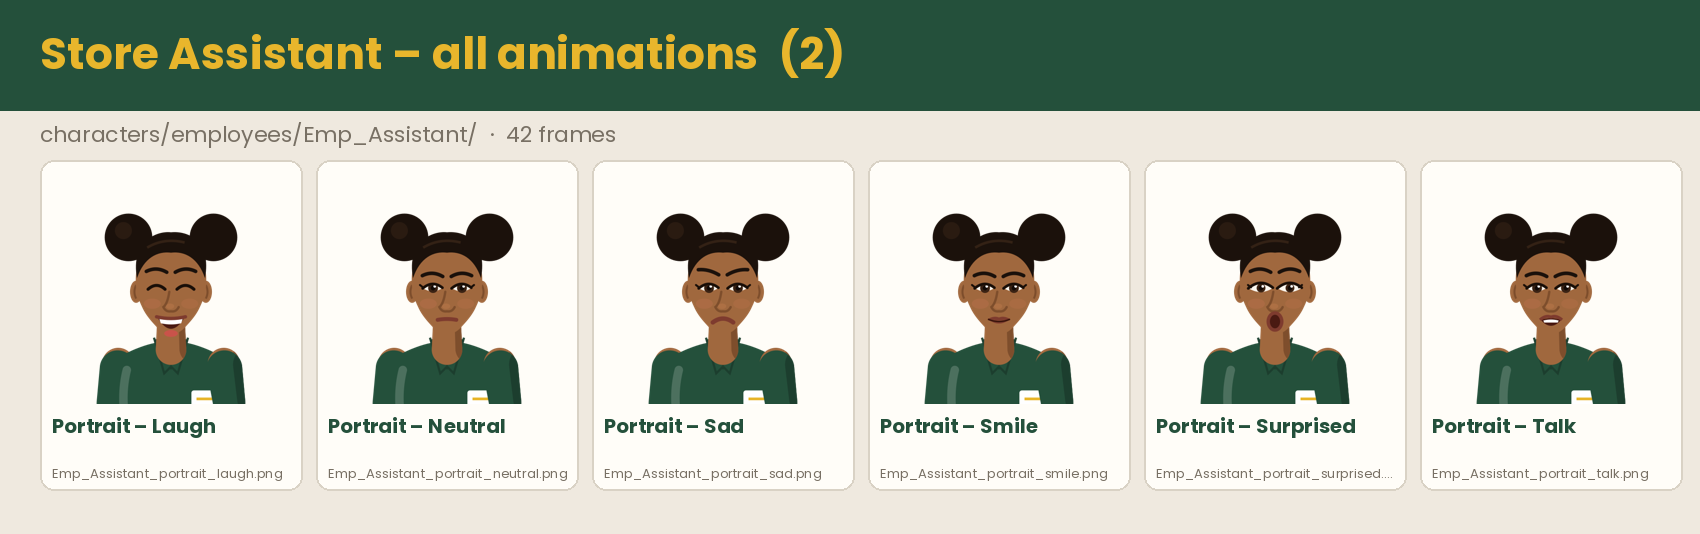 Store Assistant – all animations (2)
characters/employees/Emp_Assistant/ · 42 frames
Portrait – Laugh
Emp_Assistant_portrait_laugh.png
Portrait – Neutral
Emp_Assistant_portrait_neutral.png
Portrait – Sad
Emp_Assistant_portrait_sad.png
Portrait – Smile
Emp_Assistant_portrait_smile.png
Portrait – Surprised
Emp_Assistant_portrait_surprised....
Portrait – Talk
Emp_Assistant_portrait_talk.png